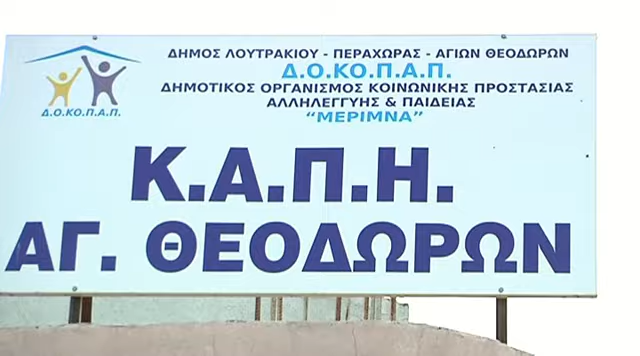 ΔΗΜΟΣ ΛΟΥΤΡΑΚΙΟΥ - ΠΕΡΑΧΩΡΑΣ - ΑΓΙΩΝ ΘΕΟΔΩΡΩΝ
Δ.Ο.ΚΟ.Π.Α.Π.
ΔΗΜΟΤΙΚΟΣ ΟΡΓΑΝΙΣΜΟΣ ΚΟΙΝΩΝΙΚΗΣ ΠΡΟΣΤΑΣΙΑΣ
ΑΛΛΗΛΕΓΓΥΗΣ & ΠΑΙΔΕΙΑΣ
“ΜΕΡΙΜΝΑ”
Δ.Ο.ΚΟ.Π.Α.Π.
Κ.Α.Π.Η.
ΑΓ. ΘΕΟΔΩΡΩΝ